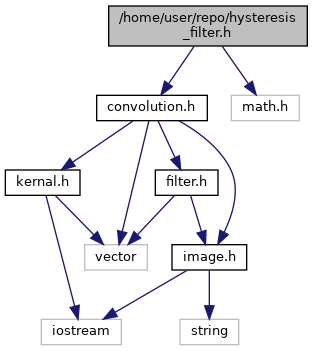 /home/user/repo/hysteresis
_filter.h
convolution.h
math.h
kernal.h
filter.h
vector
image.h
iostream
string